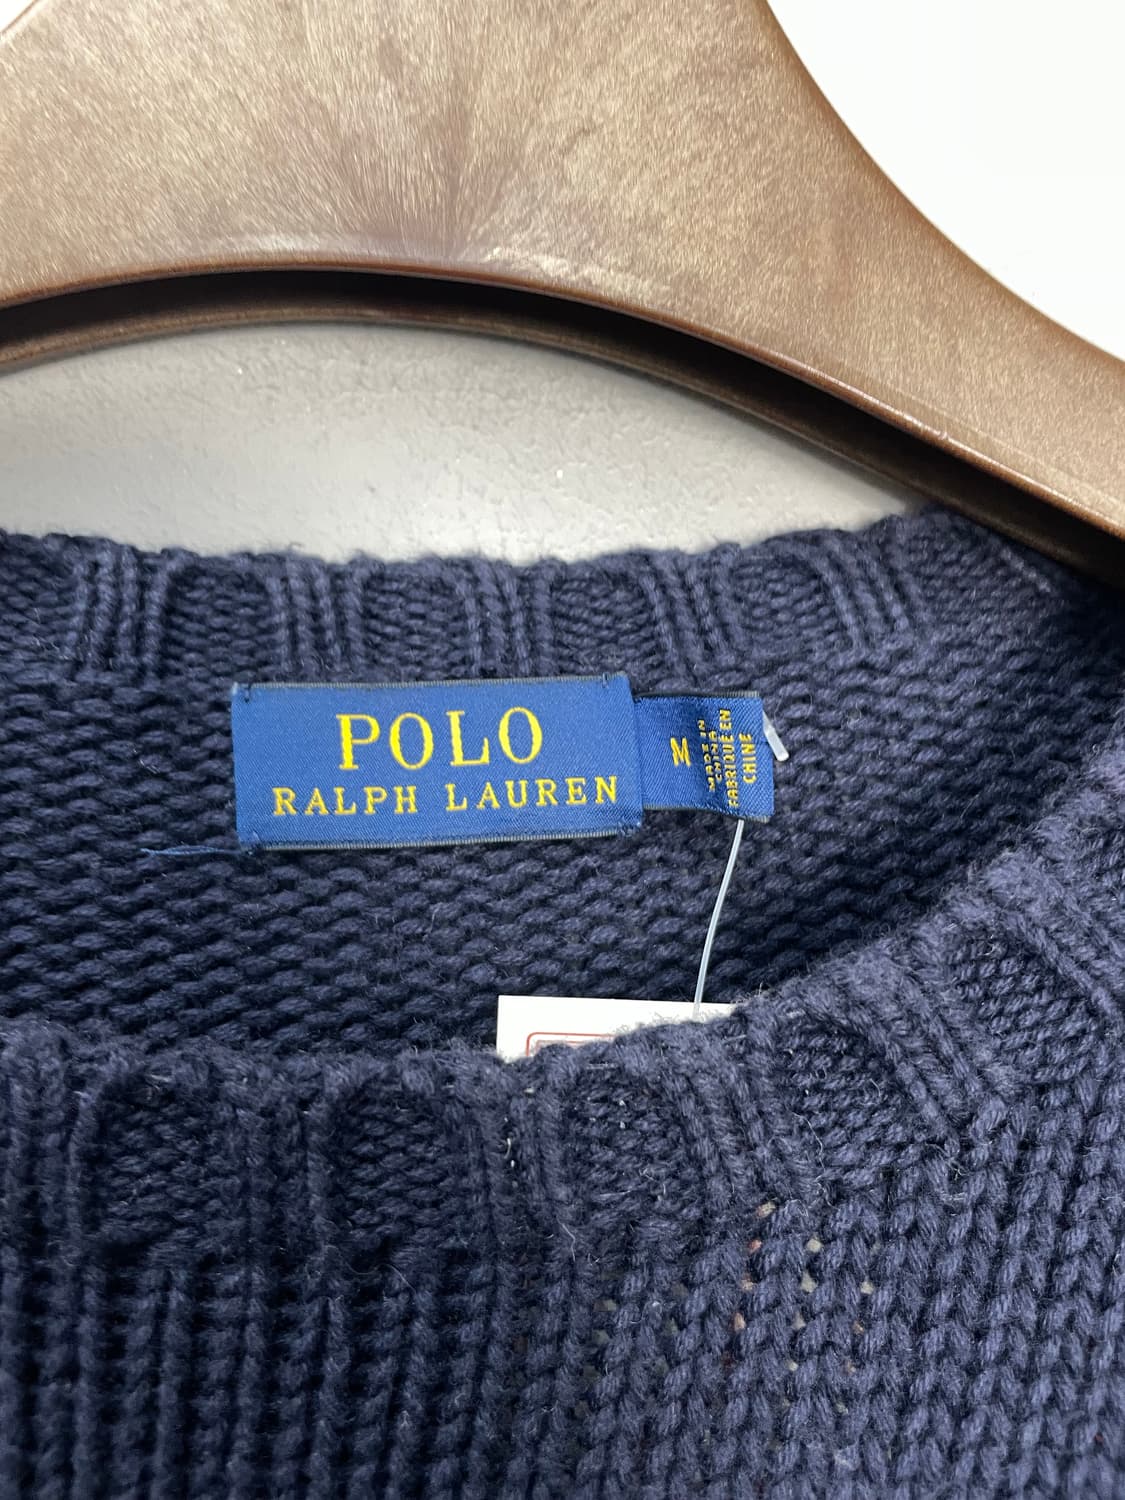 POLO
RALPH LAUREN
M
MADE IN
CHINA
FABRIQUÉ EN
CHINE